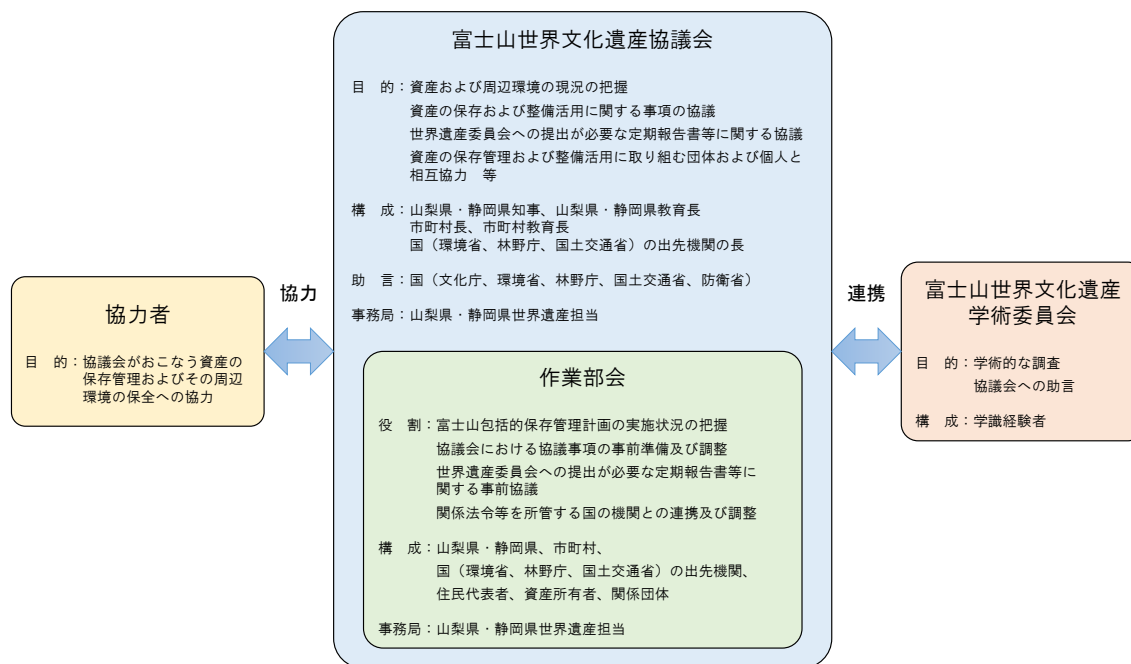 富士山世界文化遺産協議会
目　的：資産および周辺環境の現況の把握
資産の保存および整備活用に関する事項の協議
世界遺産委員会への提出が必要な定期報告書等に関する協議
資産の保存管理および整備活用に取り組む団体および個人と
相互協力　等
構　成：山梨県・静岡県知事、山梨県・静岡県教育長
市町村長、市町村教育長
国（環境省、林野庁、国土交通省）の出先機関の長
助　言：国（文化庁、環境省、林野庁、国土交通省、防衛省）
事務局：山梨県・静岡県世界遺産担当
作業部会
役　割：富士山包括的保存管理計画の実施状況の把握
協議会における協議事項の事前準備及び調整
世界遺産委員会への提出が必要な定期報告書等に
関する事前協議
関係法令等を所管する国の機関との連携及び調整
構　成：山梨県・静岡県、市町村、
国（環境省、林野庁、国土交通省）の出先機関、
住民代表者、資産所有者、関係団体
事務局：山梨県・静岡県世界遺産担当
協力
協力者
目　的：協議会がおこなう資産の
保存管理およびその周辺
環境の保全への協力
連携
富士山世界文化遺産
学術委員会
目　的：学術的な調査
協議会への助言
構　成：学識経験者